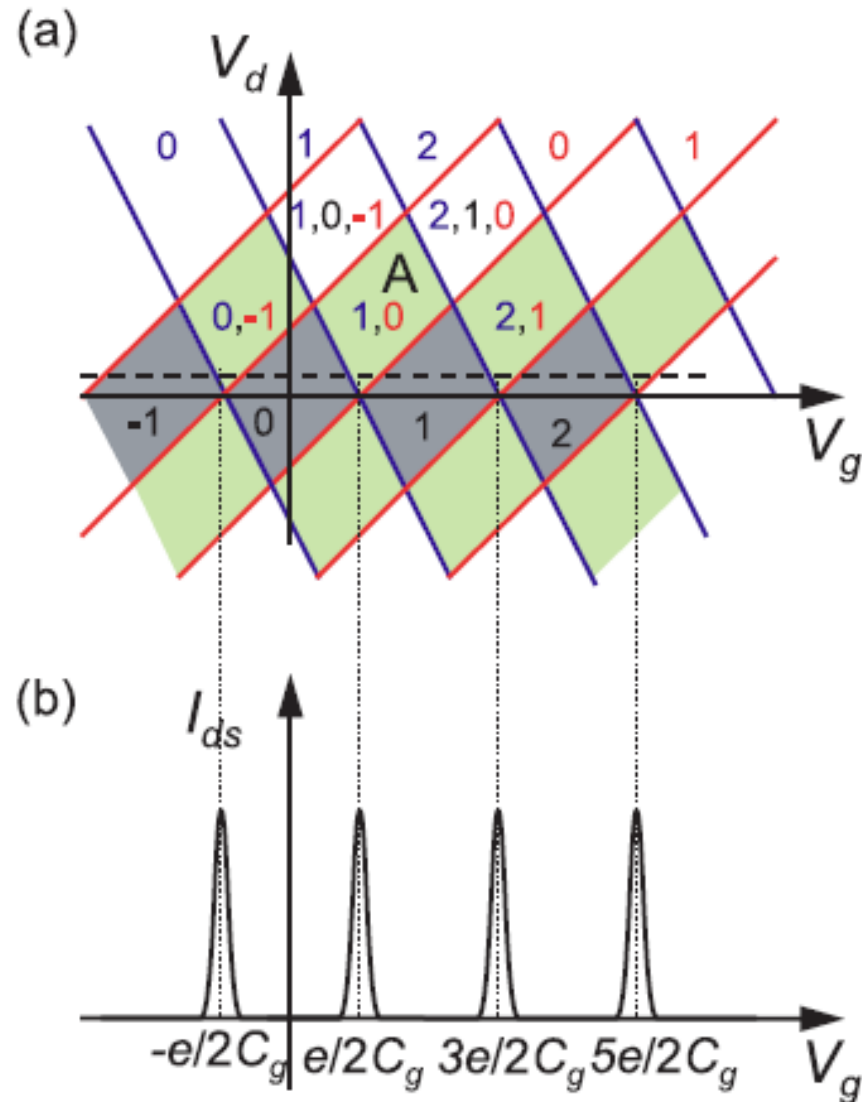 (a)
V_d
0 1 2 0 1
1,0,-1 2,1,0
A
0,-1 1,0 2,1
-1 0 1 2
V_g
(b)
I_ds
-e/2C_g e/2C_g 3e/2C_g 5e/2C_g
V_g